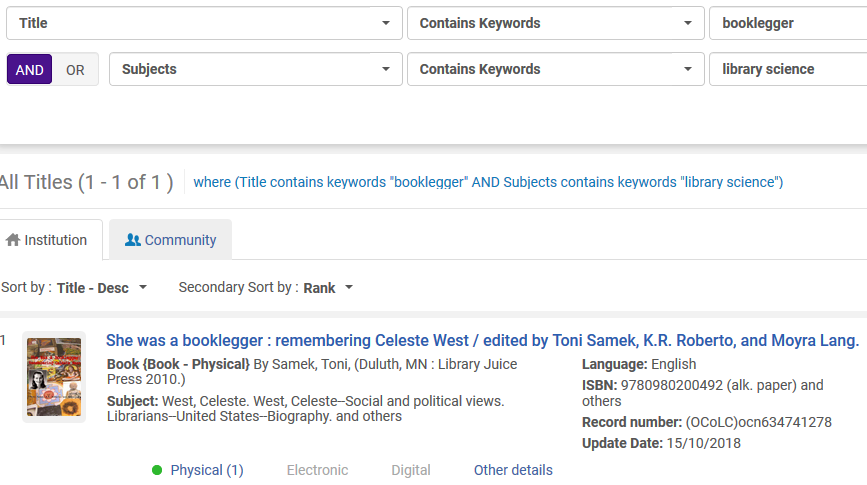 Title Contains Keywords booklegger
AND OR Subjects Contains Keywords library science
All Titles (1 - 1 of 1 ) where (Title contains keywords "booklegger" AND Subjects contains keywords "library science")
Institution Community
Sort by : Title - Desc Secondary Sort by : Rank
1
She was a booklegger : remembering Celeste West / edited by Toni Samek, K.R. Roberto, and Moyra Lang.
Book {Book - Physical} By Samek, Toni, (Duluth, MN : Library Juice
Press 2010.)
Subject: West, Celeste. West, Celeste--Social and political views.
Librarians--United States--Biography. and others
Language: English
ISBN: 9780980200492 (alk. paper) and
others
Record number: (OCoLC)ocn634741278
Update Date: 15/10/2018
Physical (1) Electronic Digital Other details